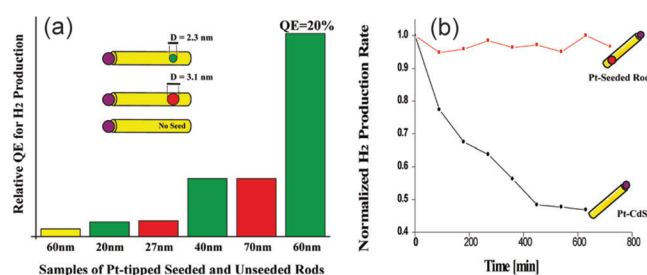 (a)
D = 2.3 nm
D = 3.1 nm
No Seed
QE=20%
Relative QE for H2 Production
60nm 20nm 27nm 40nm 70nm 60nm
Samples of Pt-tipped Seeded and Unseeded Rods
(b)
Normalized H2 Production Rate
1.0
0.9
0.8
0.7
0.6
0.5
0.4
Pt-Seeded Rod
Pt-CdS
0 200 400 600 800
Time [min]